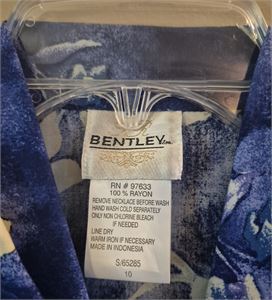 BENTLEY
RN # 97633
100 % RAYON
REMOVE NECKLACE BEFORE WASH
HAND WASH COLD SEPARATELY
ONLY NON CHLORINE BLEACH
IF NEEDED
LINE DRY
WARM IRON IF NECESSARY
MADE IN INDONESIA
S/65285
10